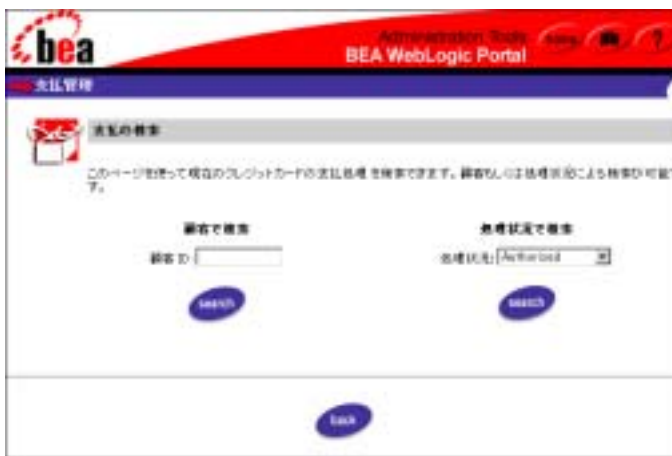 bea
Administration Tools
BEA WebLogic Portal
?
支払管理
支払の検索
このページを使って現在のクレジットカードの支払処理を検索できます。顧客もしくは処理状況による検索が可能で
す。
顧客で検索
処理状況で検索
顧客 ID:
処理状況: Authorized
search
search
back